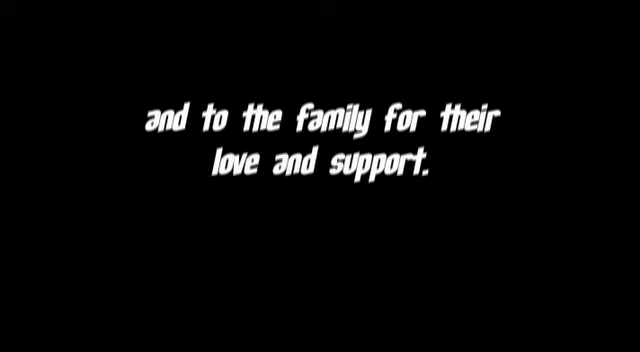 and to the family for their
love and support.